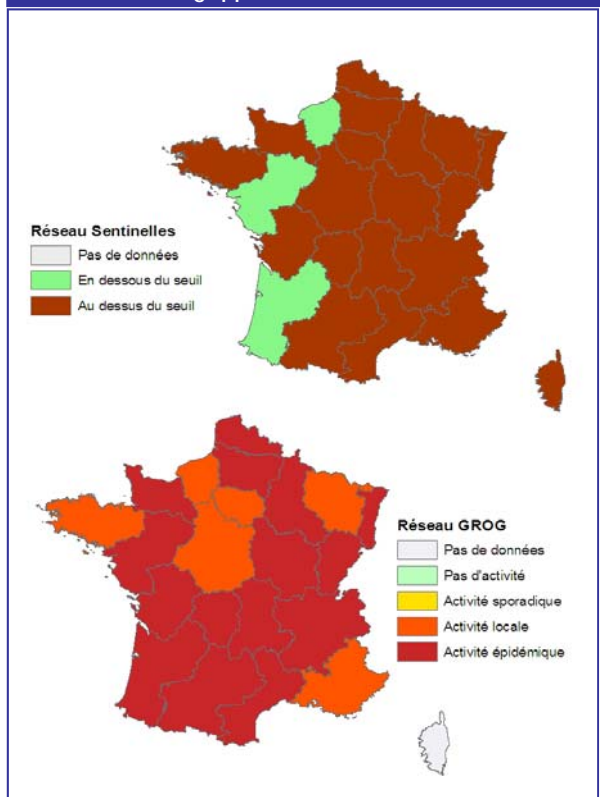 Réseau Sentinelles
Pas de données
En dessous du seuil
Au dessus du seuil
Réseau GROG
Pas de données
Pas d'activité
Activité sporadique
Activité locale
Activité épidémique